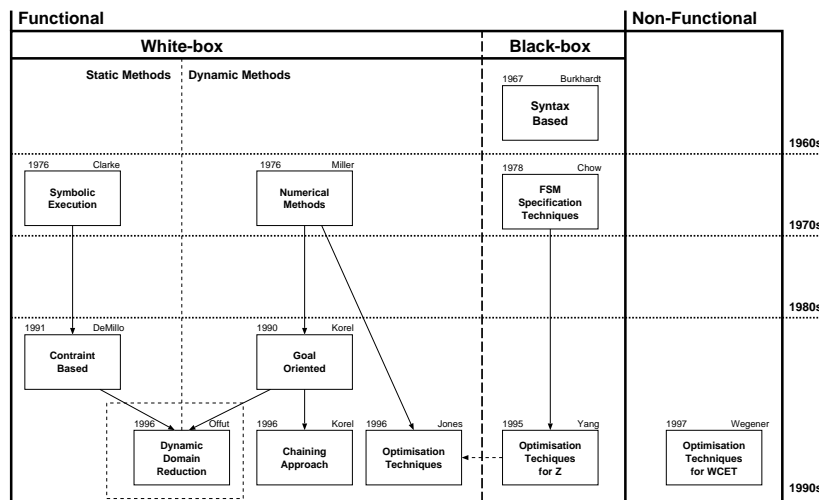 Functional
Non-Functional
White-box
Black-box
Static Methods
Dynamic Methods
1967 Burkhardt
Syntax
Based
1960s
1976 Clarke
Symbolic
Execution
1976 Miller
Numerical
Methods
1978 Chow
FSM
Specification
Techniques
1970s
1980s
1991 DeMillo
Contraint
Based
1990 Korel
Goal
Oriented
1996 Offut
Dynamic
Domain
Reduction
1996 Korel
Chaining
Approach
1996 Jones
Optimisation
Techniques
1995 Yang
Optimisation
Techiques
for Z
1997 Wegener
Optimisation
Techniques
for WCET
1990s